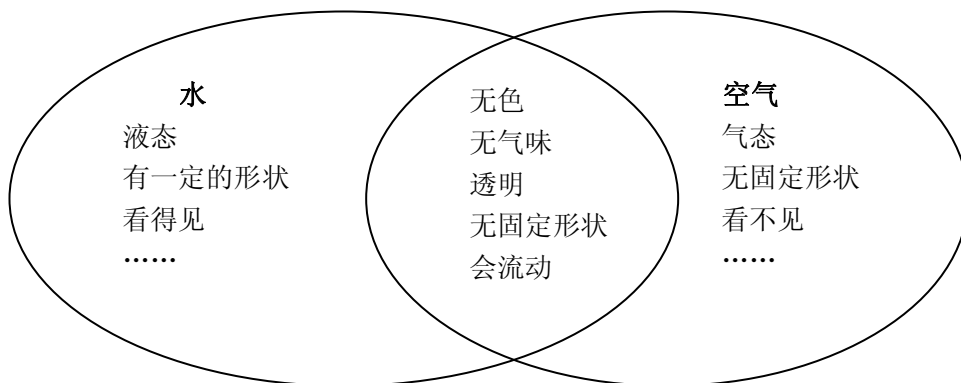 水
液态
有一定的形状
看得见
……
无色
无气味
透明
无固定形状
会流动
空气
气态
无固定形状
看不见
……